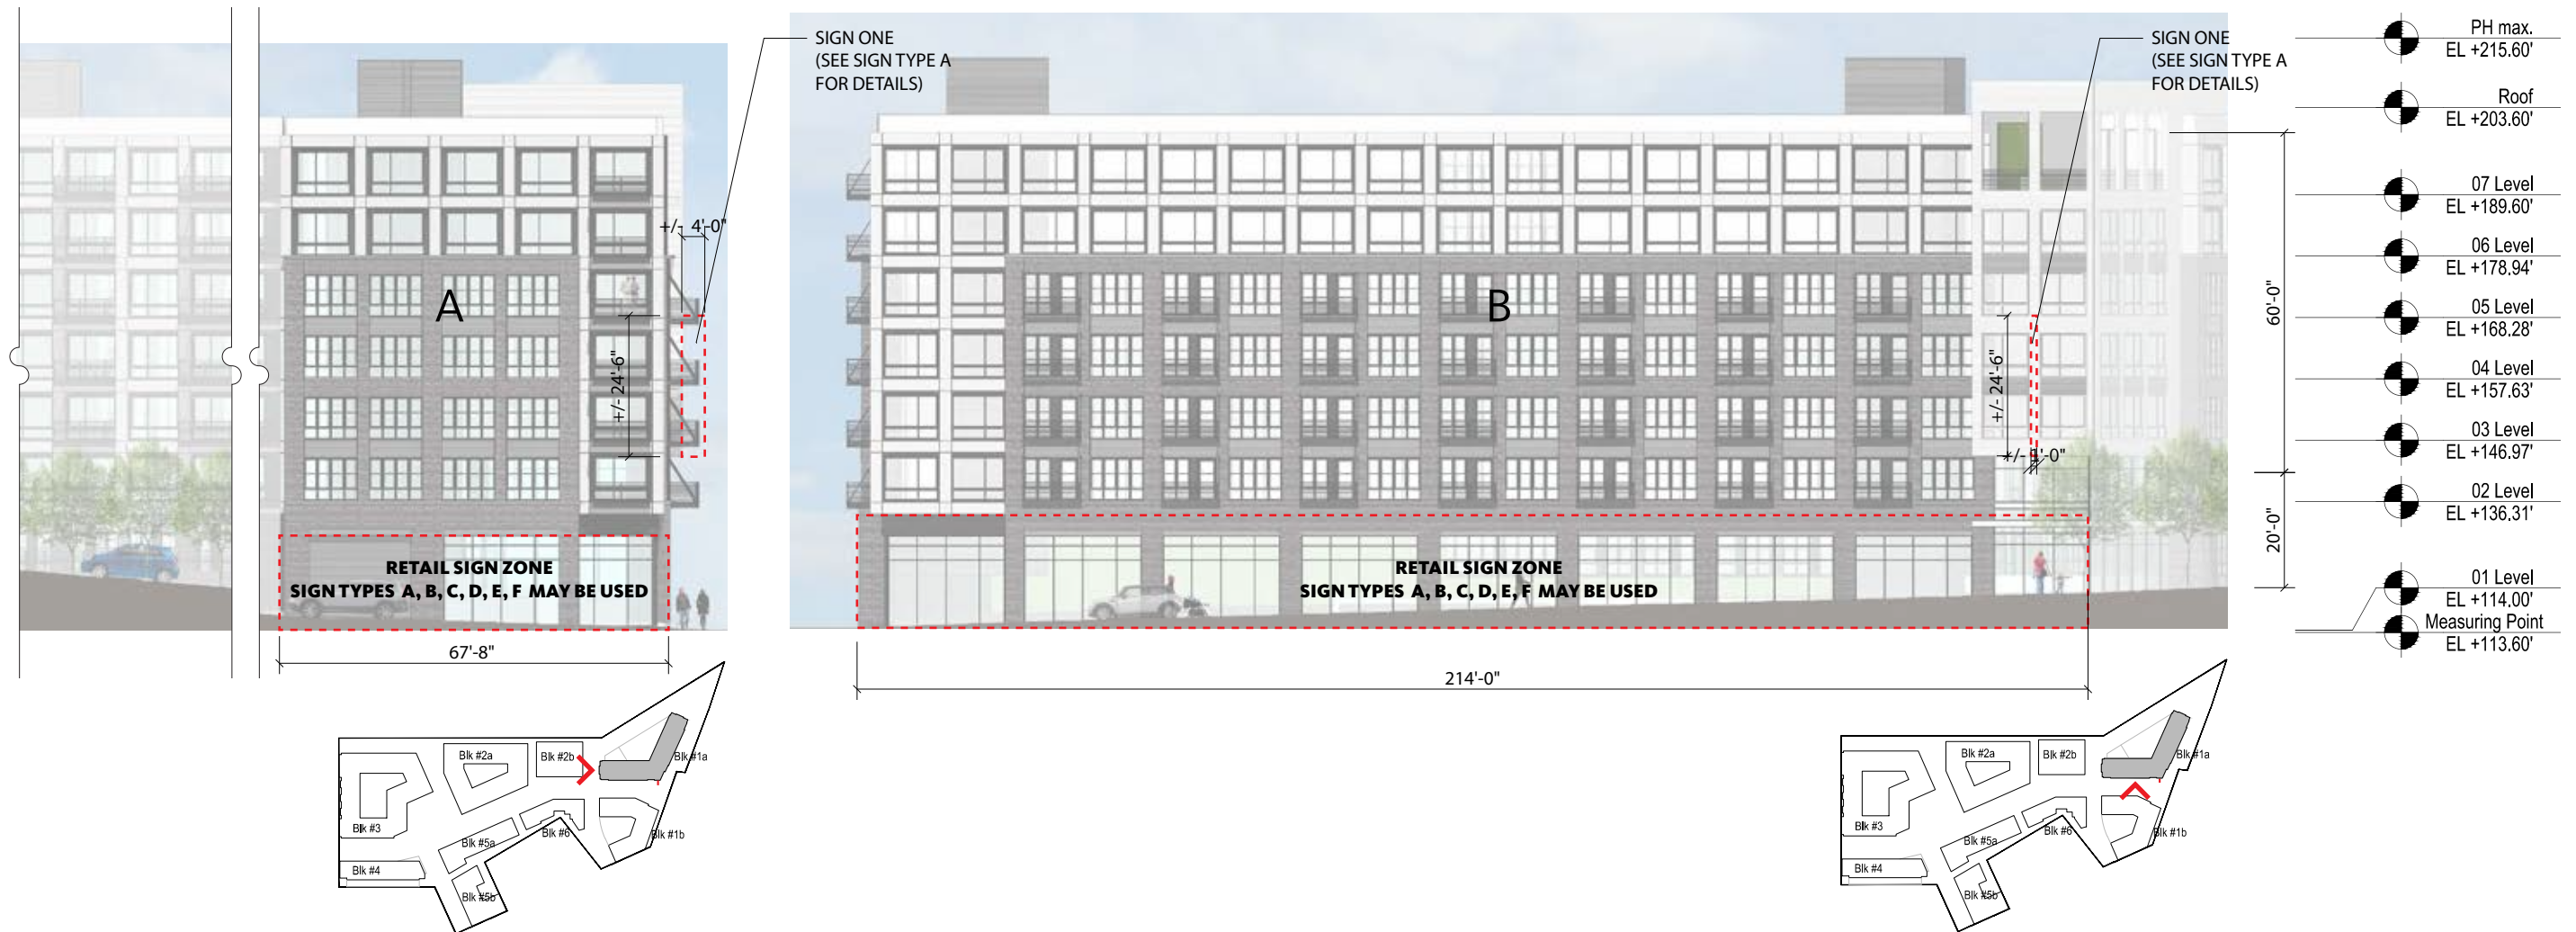 SIGN ONE
(SEE SIGN TYPE A
FOR DETAILS)
A
+/- 4'-0"
+/- 24'-6"
RETAIL SIGN ZONE
SIGN TYPES A, B, C, D, E, F MAY BE USED
67'-8"
SIGN ONE
(SEE SIGN TYPE A
FOR DETAILS)
B
+/- 24'-6"
+/- 1'-0"
RETAIL SIGN ZONE
SIGN TYPES A, B, C, D, E, F MAY BE USED
214'-0"
60'-0"
20'-0"
PH max.
EL +215.60'
Roof
EL +203.60'
07 Level
EL +189.60'
06 Level
EL +178.94'
05 Level
EL +168.28'
04 Level
EL +157.63'
03 Level
EL +146.97'
02 Level
EL +136.31'
01 Level
EL +114.00'
Measuring Point
EL +113.60'
Blk #2a
Blk #2b
Blk #1a
Blk #3
Blk #6
Blk #1b
Blk #5a
Blk #4
Blk #5b
Blk #2a
Blk #2b
Blk #1a
Blk #3
Blk #6
Blk #1b
Blk #5a
Blk #4
Blk #5b